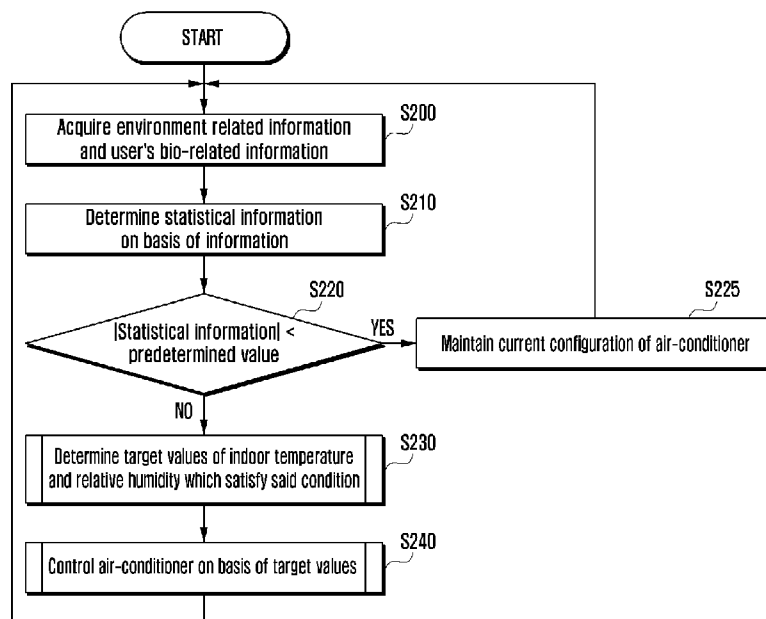 START
S200
Acquire environment related information
and user's bio-related information
S210
Determine statistical information
on basis of information
S220
|Statistical information| <
predetermined value
YES
S225
Maintain current configuration of air-conditioner
NO
S230
Determine target values of indoor temperature
and relative humidity which satisfy said condition
S240
Control air-conditioner on basis of target values